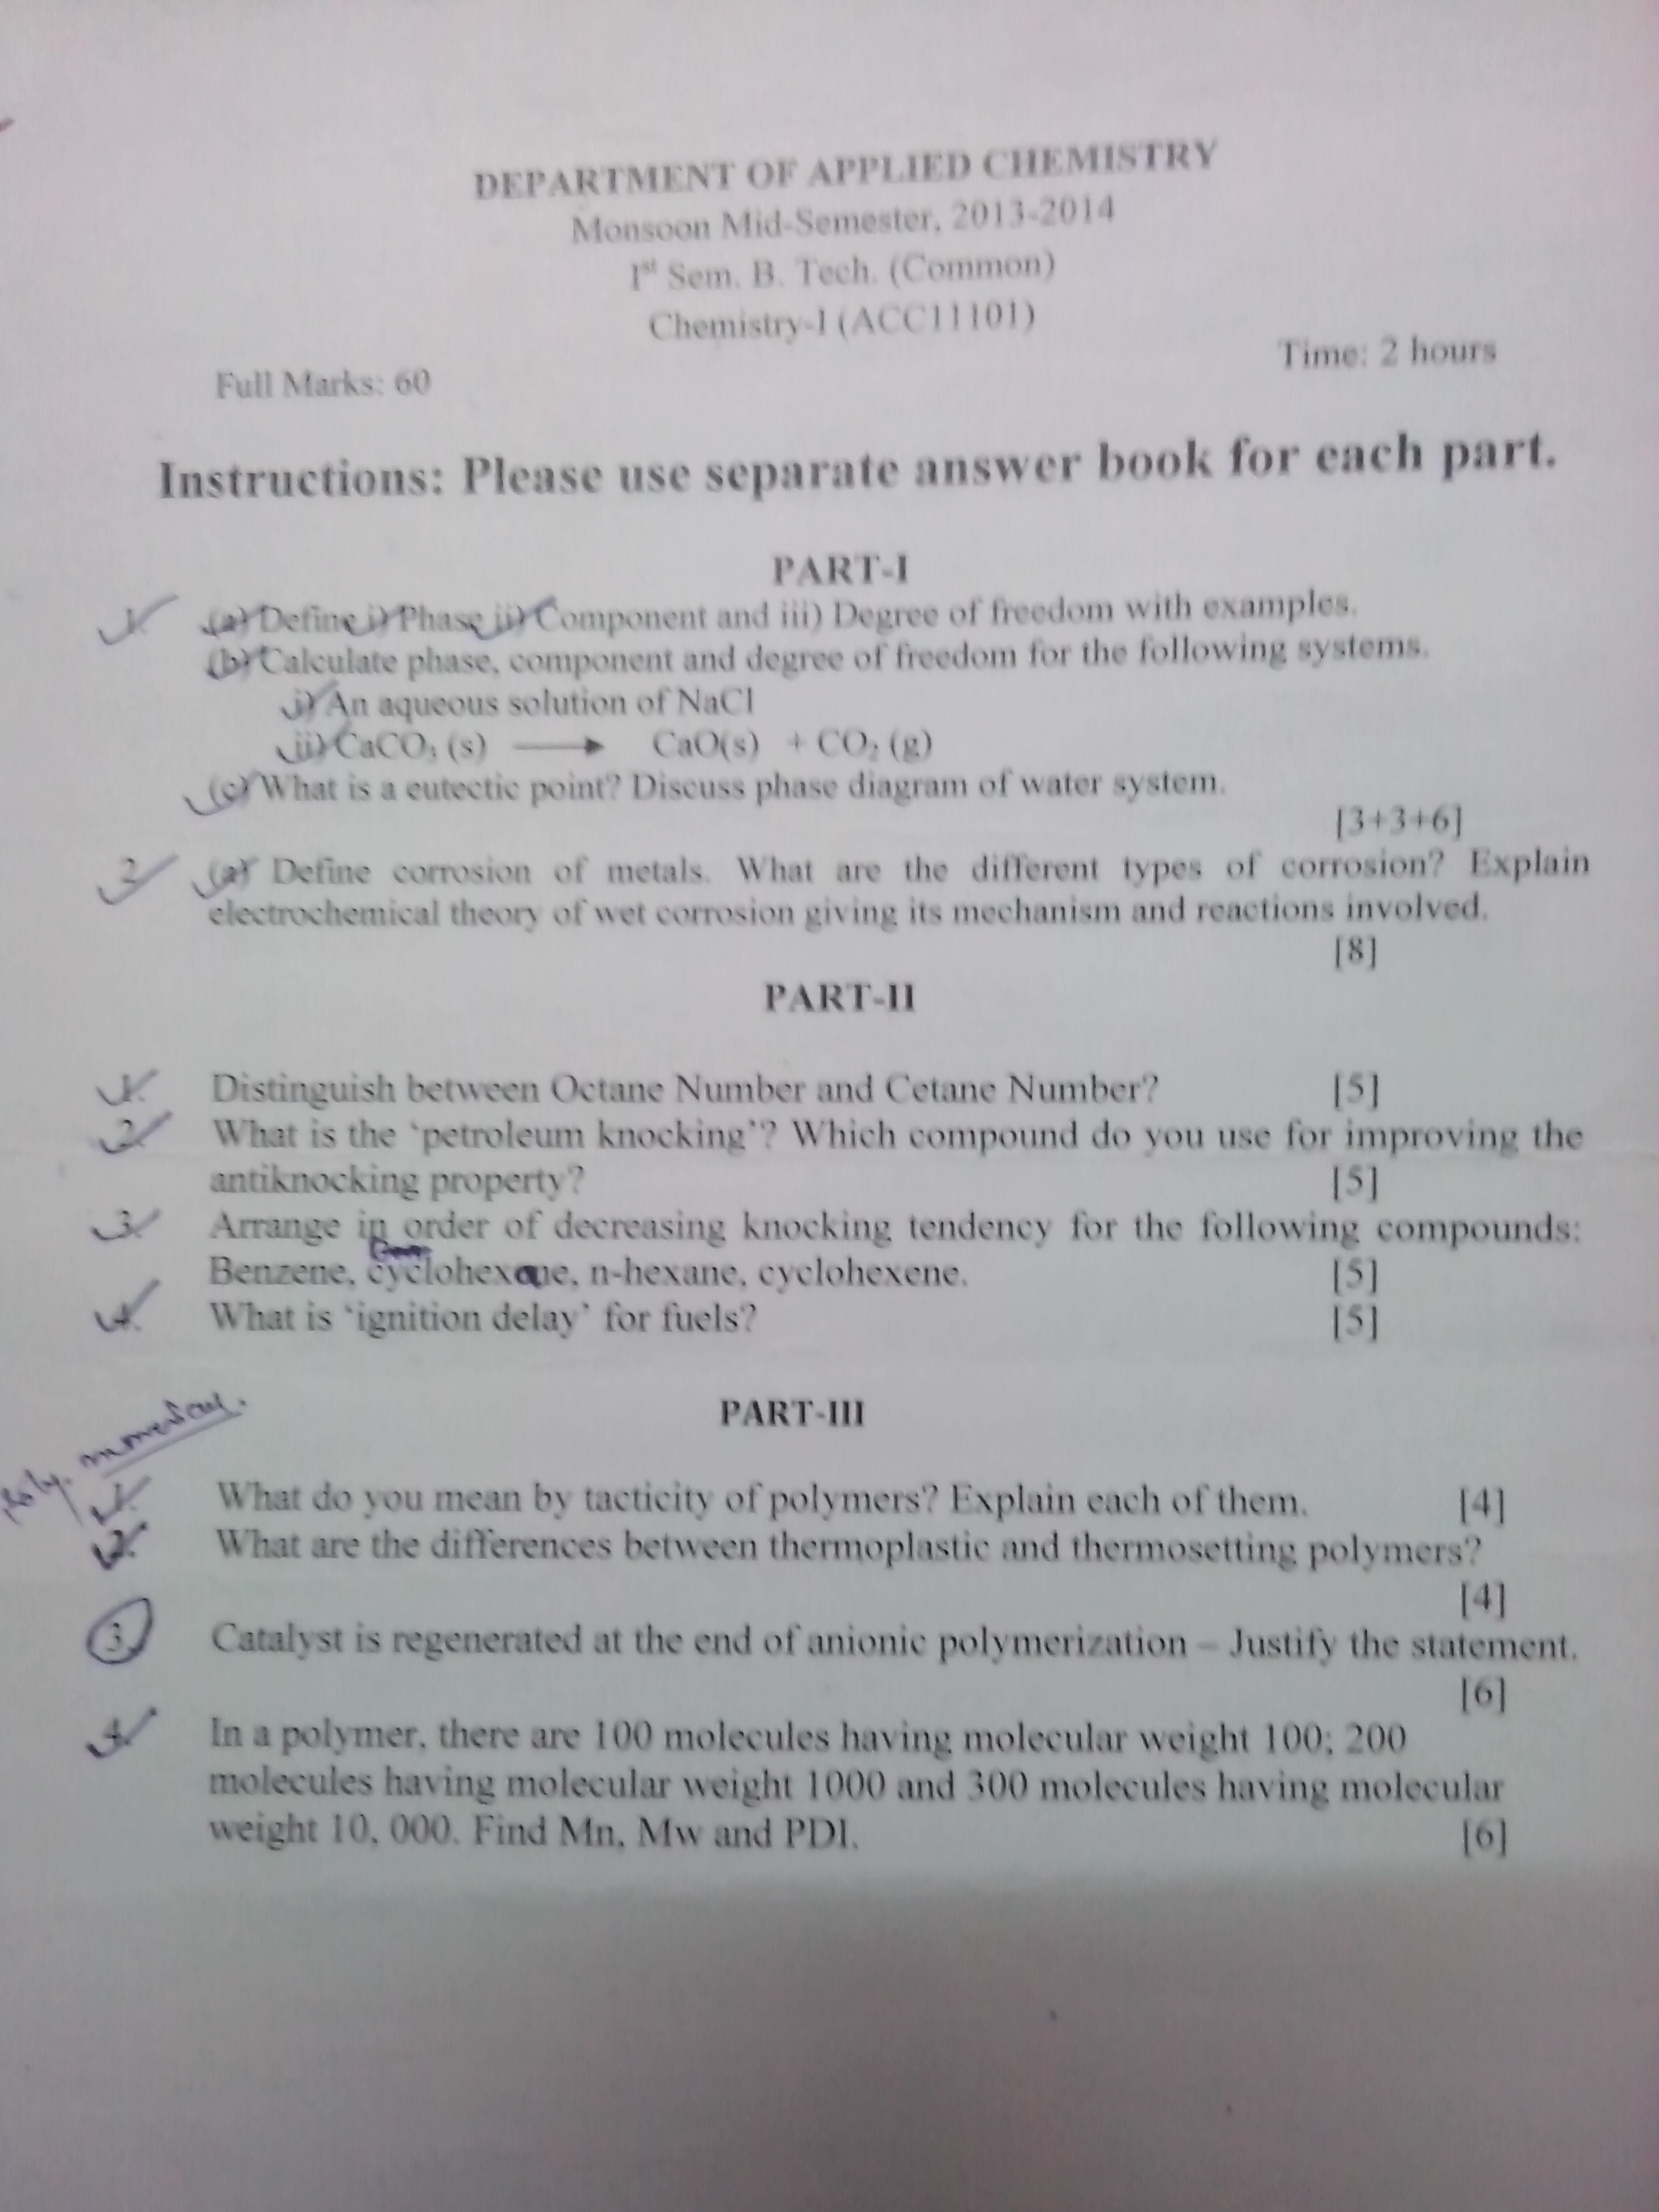 DEPARTMENT OF APPLIED CHEMISTRY
Monsoon Mid-Semester, 2013-2014
1st Sem. B. Tech. (Common)
Chemistry-I (ACC11101)
Full Marks: 60 Time: 2 hours
Instructions: Please use separate answer book for each part.
PART-I
1. (a) Define i) Phase ii) Component and iii) Degree of freedom with examples.
(b) Calculate phase, component and degree of freedom for the following systems.
i) An aqueous solution of NaCl
ii) CaCO3 (s) ⟶ CaO(s) + CO2 (g)
(c) What is a eutectic point? Discuss phase diagram of water system.
[3+3+6]
2 (a) Define corrosion of metals. What are the different types of corrosion? Explain
electrochemical theory of wet corrosion giving its mechanism and reactions involved.
[8]
PART-II
1. Distinguish between Octane Number and Cetane Number? [5]
2. What is the ‘petroleum knocking’? Which compound do you use for improving the
antiknocking property? [5]
3. Arrange in order of decreasing knocking tendency for the following compounds:
Benzene, cyclohexane, n-hexane, cyclohexene. [5]
4. What is ‘ignition delay’ for fuels? [5]
PART-III
1. What do you mean by tacticity of polymers? Explain each of them. [4]
2. What are the differences between thermoplastic and thermosetting polymers?
[4]
3. Catalyst is regenerated at the end of anionic polymerization – Justify the statement.
[6]
4. In a polymer, there are 100 molecules having molecular weight 100; 200
molecules having molecular weight 1000 and 300 molecules having molecular
weight 10, 000. Find Mn, Mw and PDI. [6]